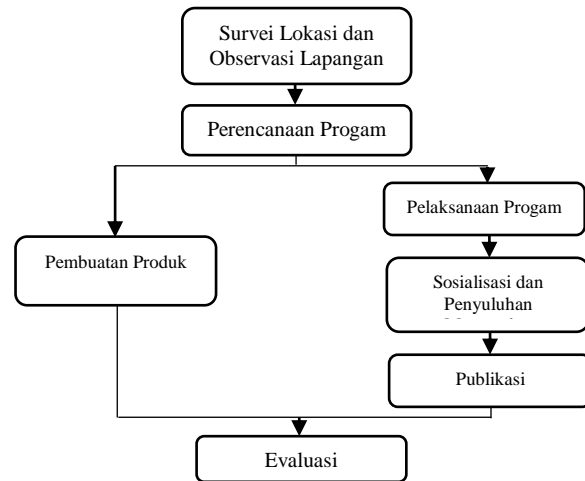 Survei Lokasi dan
Observasi Lapangan
Perencanaan Progam
Pelaksanaan Progam
Pembuatan Produk
Sosialisasi dan
Penyuluhan
Publikasi
Evaluasi